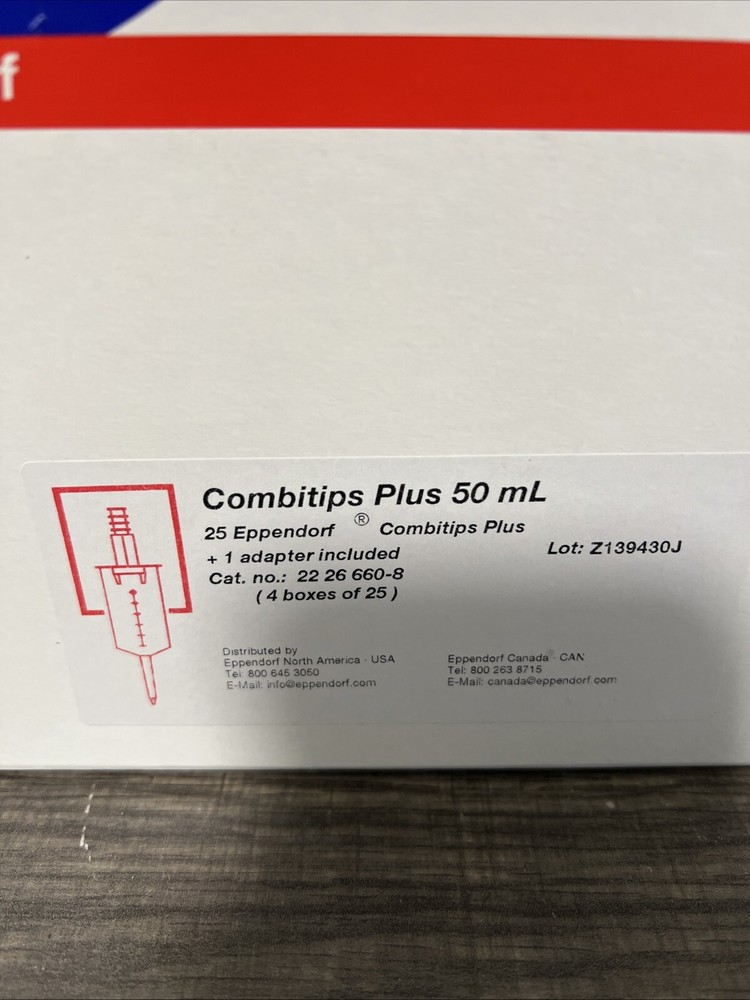 f
Combitips Plus 50 mL
25 Eppendorf ® Combitips Plus
+ 1 adapter included
Lot: Z139430J
Cat. no.: 22 26 660-8
( 4 boxes of 25 )
Distributed by
Eppendorf North America · USA
Tel: 800 645 3050
E-Mail: info@eppendorf.com
Eppendorf Canada · CAN
Tel: 800 263 8715
E-Mail: canada@eppendorf.com